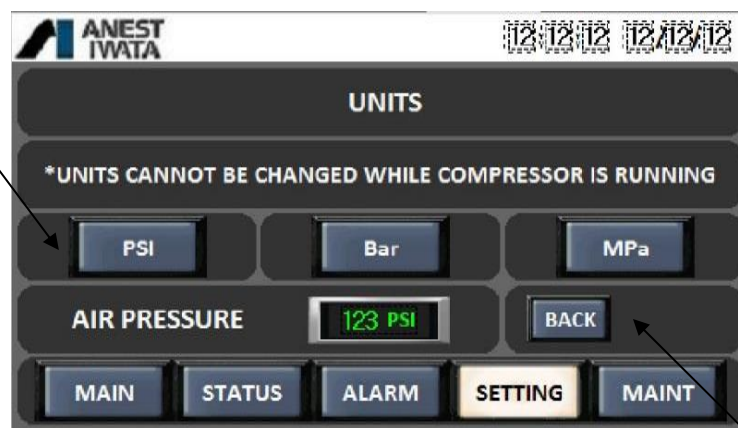 ANEST
IWATA
12:12:12 12/12/12
UNITS
*UNITS CANNOT BE CHANGED WHILE COMPRESSOR IS RUNNING
PSI Bar MPa
AIR PRESSURE 123 PSI BACK
MAIN STATUS ALARM SETTING MAINT